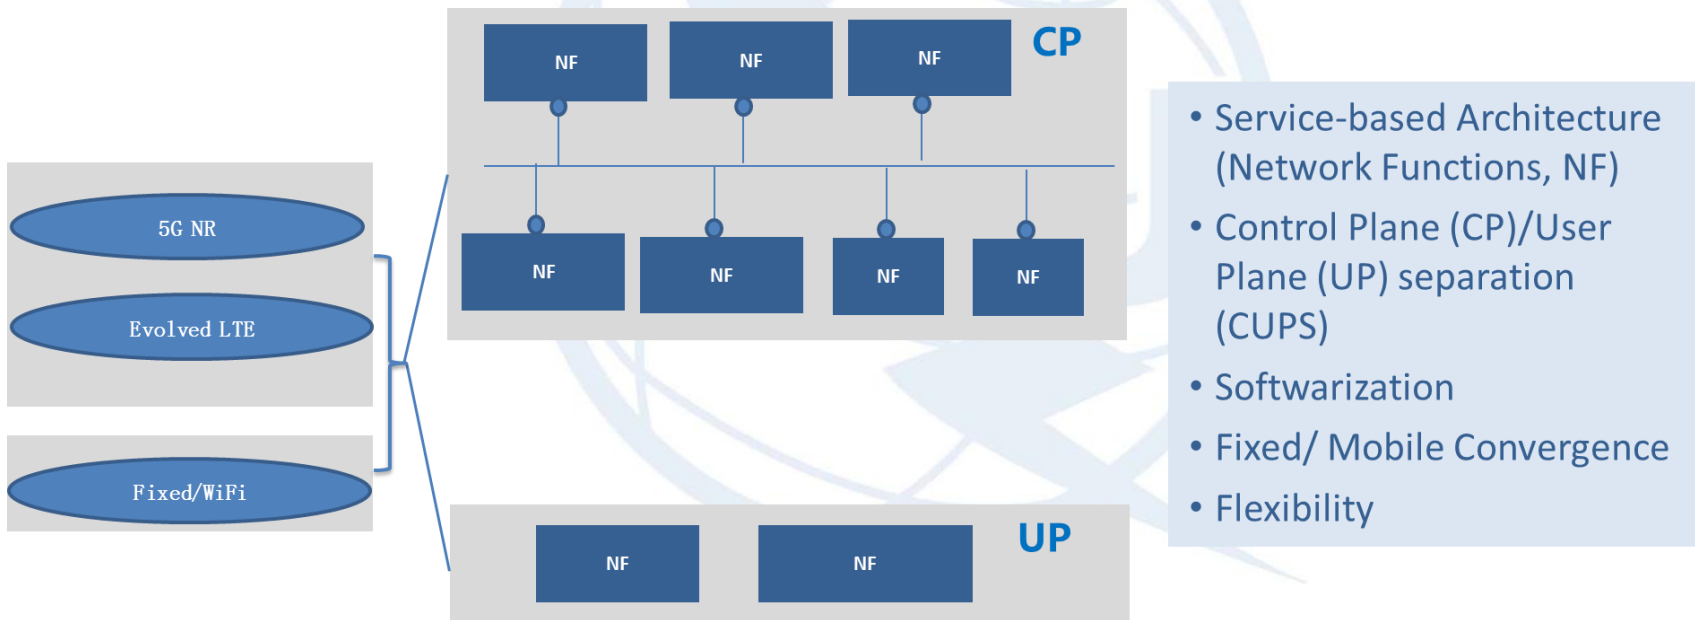 5G NR
Evolved LTE
Fixed/WiFi
CP
NF
NF
NF
NF
NF
NF
NF
UP
NF
NF
• Service-based Architecture
(Network Functions, NF)
• Control Plane (CP)/User
Plane (UP) separation
(CUPS)
• Softwarization
• Fixed/ Mobile Convergence
• Flexibility